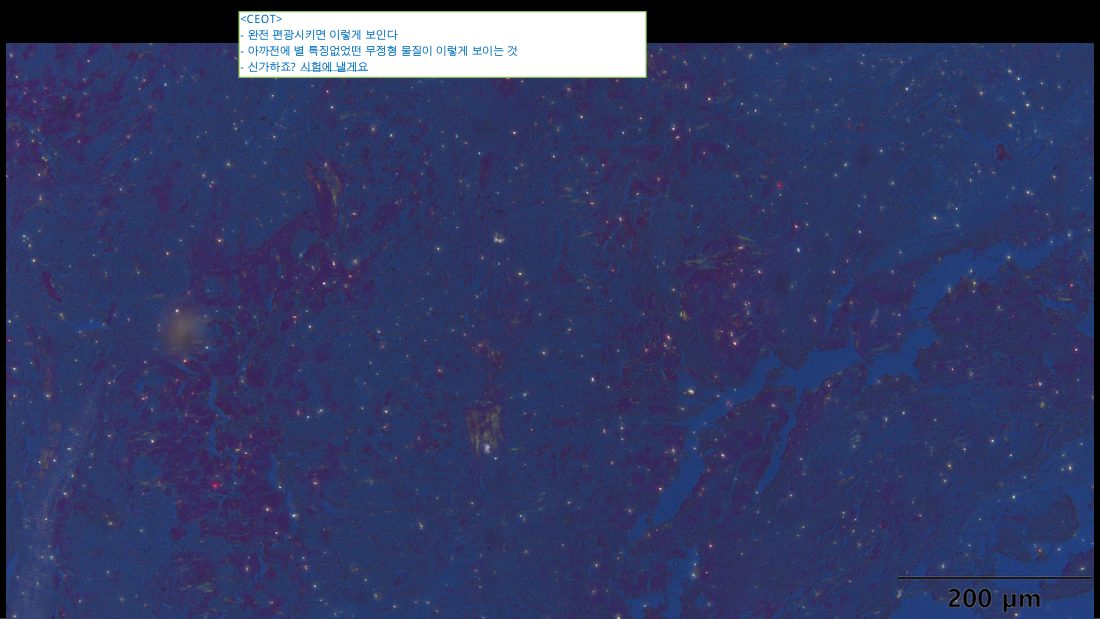 <CEOT>
- 완전 편광시키면 이렇게 보인다
- 아까전에 별 특징없었떤 무정형 물질이 이렇게 보이는 것
- 신가하죠? 시험에 낼게요
200 μm